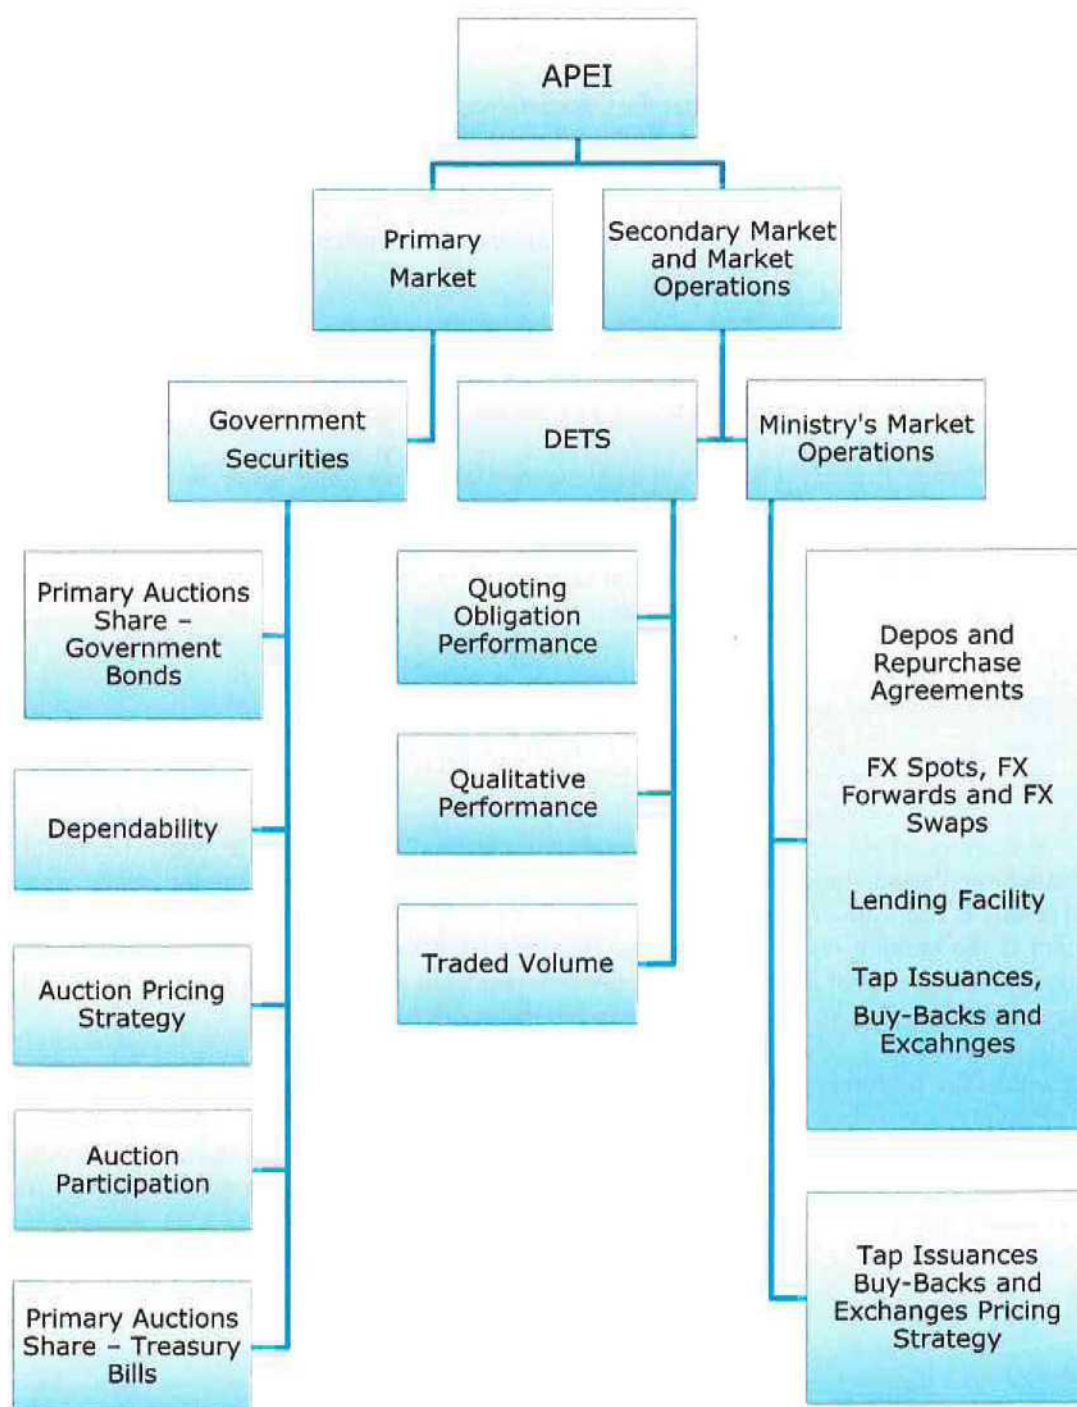 APEI
Primary
Market
Secondary Market
and Market
Operations
Government
Securities
DETS
Ministry's Market
Operations
Primary Auctions
Share –
Government
Bonds
Dependability
Auction Pricing
Strategy
Auction
Participation
Primary Auctions
Share – Treasury
Bills
Quoting
Obligation
Performance
Qualitative
Performance
Traded Volume
Depos and
Repurchase
Agreements
FX Spots, FX
Forwards and FX
Swaps
Lending Facility
Tap Issuances,
Buy-Backs and
Excahnges
Tap Issuances
Buy-Backs and
Exchanges Pricing
Strategy